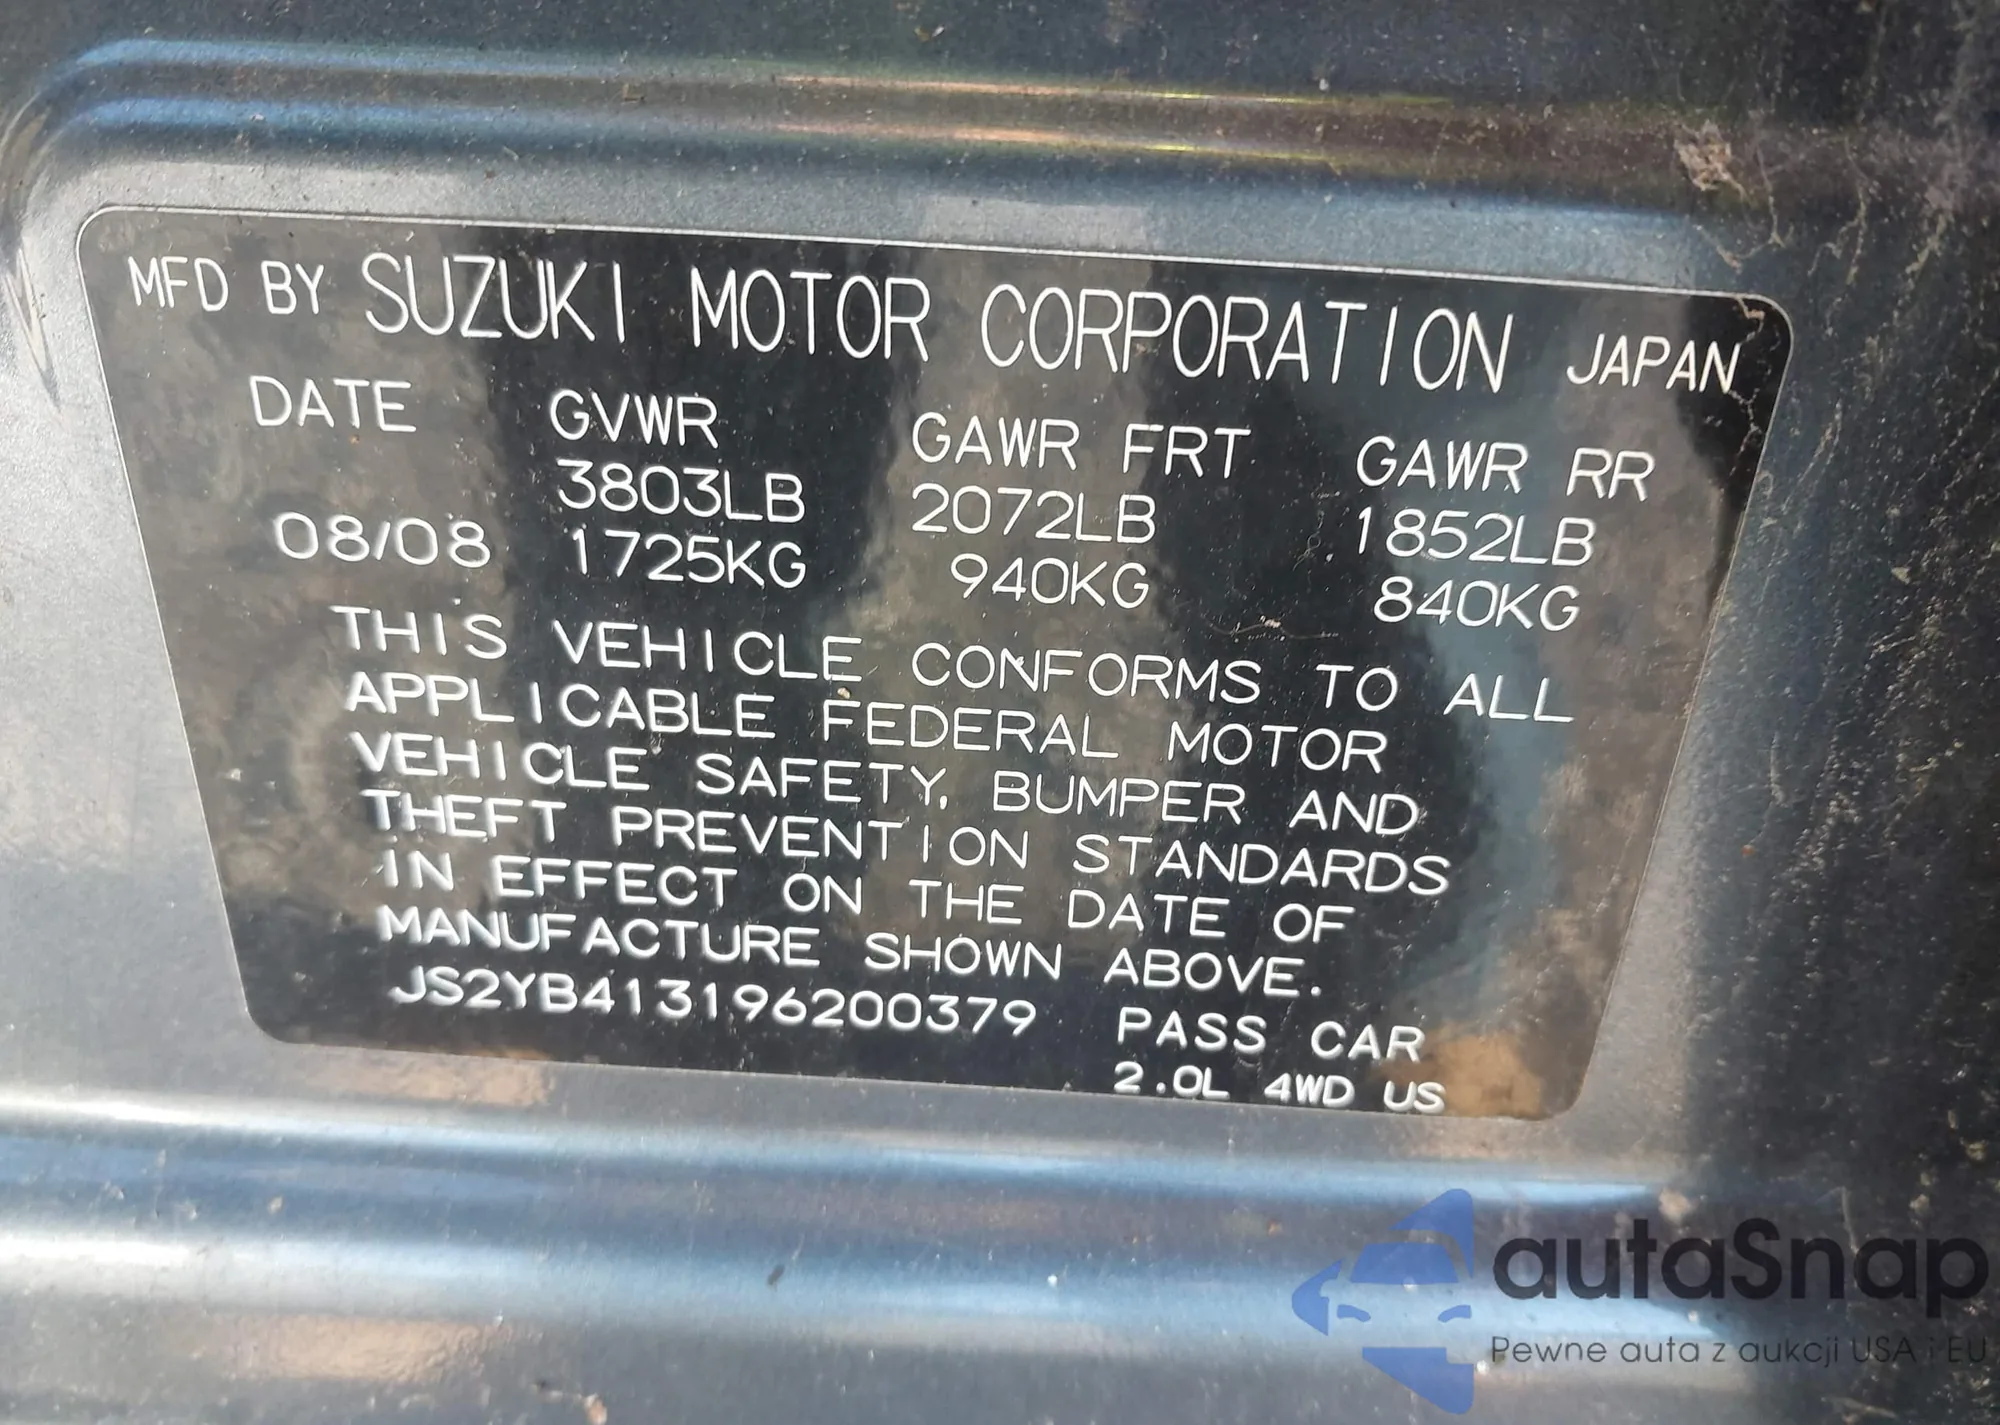 MFD BY SUZUKI MOTOR CORPORATION JAPAN
DATE GVWR GAWR FRT GAWR RR
3803LB 2072LB 1852LB
08/08 1725KG 940KG 840KG
THIS VEHICLE CONFORMS TO ALL
APPLICABLE FEDERAL MOTOR
VEHICLE SAFETY, BUMPER AND
THEFT PREVENTION STANDARDS
IN EFFECT ON THE DATE OF
MANUFACTURE SHOWN ABOVE.
JS2YB413196200379 PASS CAR
2.0L 4WD US
autaSnap
Pewne auta z aukcji USA i EU